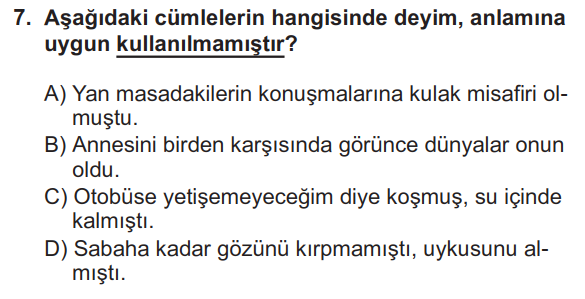 7. Aşağıdaki cümlelerin hangisinde deyim, anlamına
uygun kullanılmamıştır?
A) Yan masadakilerin konuşmalarına kulak misafiri ol-
muştu.
B) Annesini birden karşısında görünce dünyalar onun
oldu.
C) Otobüse yetişemeyeceğim diye koşmuş, su içinde
kalmıştı.
D) Sabaha kadar gözünü kırpmamıştı, uykusunu al-
mıştı.